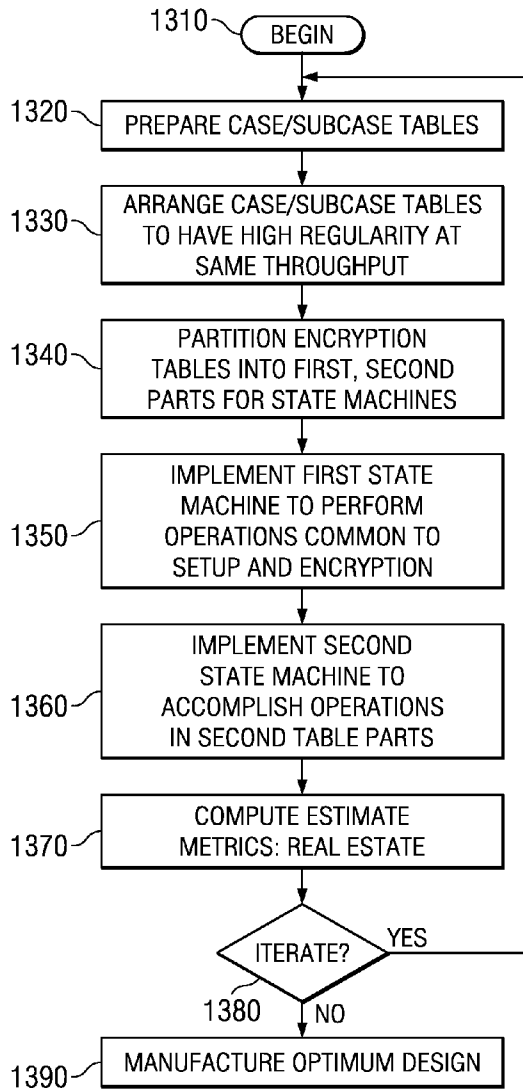 1310
BEGIN
1320
PREPARE CASE/SUBCASE TABLES
1330
ARRANGE CASE/SUBCASE TABLES
TO HAVE HIGH REGULARITY AT
SAME THROUGHPUT
1340
PARTITION ENCRYPTION
TABLES INTO FIRST, SECOND
PARTS FOR STATE MACHINES
1350
IMPLEMENT FIRST STATE
MACHINE TO PERFORM
OPERATIONS COMMON TO
SETUP AND ENCRYPTION
1360
IMPLEMENT SECOND
STATE MACHINE TO
ACCOMPLISH OPERATIONS
IN SECOND TABLE PARTS
1370
COMPUTE ESTIMATE
METRICS: REAL ESTATE
ITERATE?
YES
1380
NO
1390
MANUFACTURE OPTIMUM DESIGN